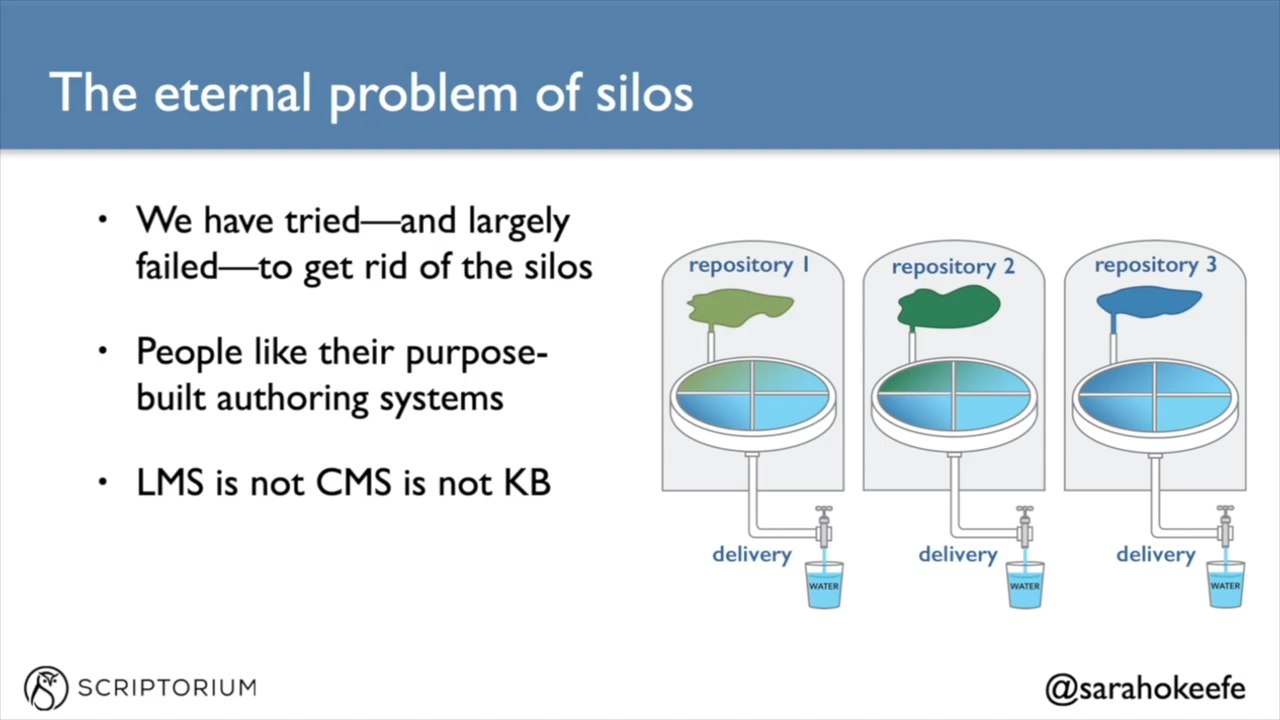 The eternal problem of silos
• We have tried—and largely
failed—to get rid of the silos
• People like their purpose-
built authoring systems
• LMS is not CMS is not KB
repository 1
repository 2
repository 3
delivery
delivery
delivery
WATER
WATER
WATER
SCRIPTORIUM
@sarahokeefe